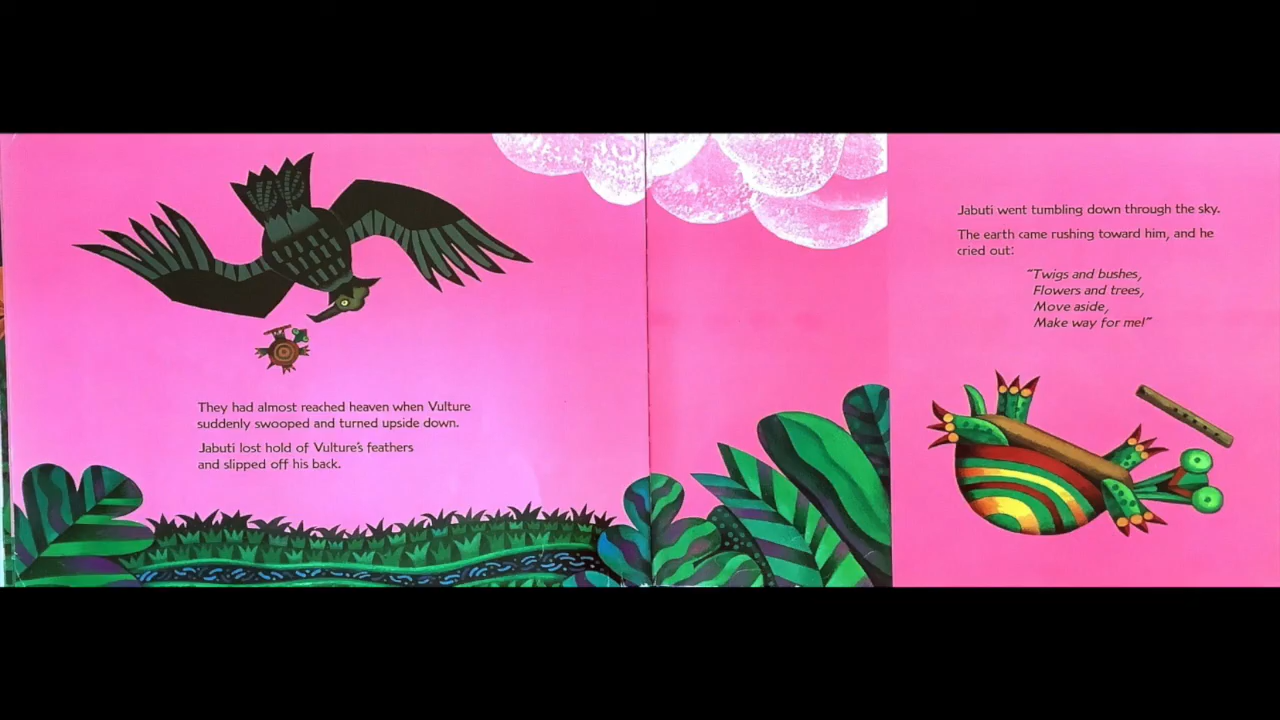 They had almost reached heaven when Vulture
suddenly swooped and turned upside down.
Jabuti lost hold of Vulture's feathers
and slipped off his back.
Jabuti went tumbling down through the sky.
The earth came rushing toward him, and he
cried out:
"Twigs and bushes,
Flowers and trees,
Move aside,
Make way for me!"